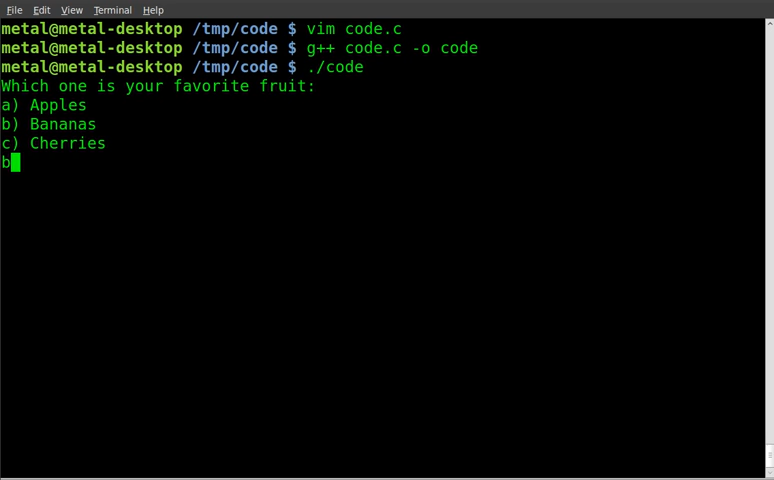 File Edit View Terminal Help
metal@metal-desktop /tmp/code $ vim code.c
metal@metal-desktop /tmp/code $ g++ code.c -o code
metal@metal-desktop /tmp/code $ ./code
Which one is your favorite fruit:
a) Apples
b) Bananas
c) Cherries
b